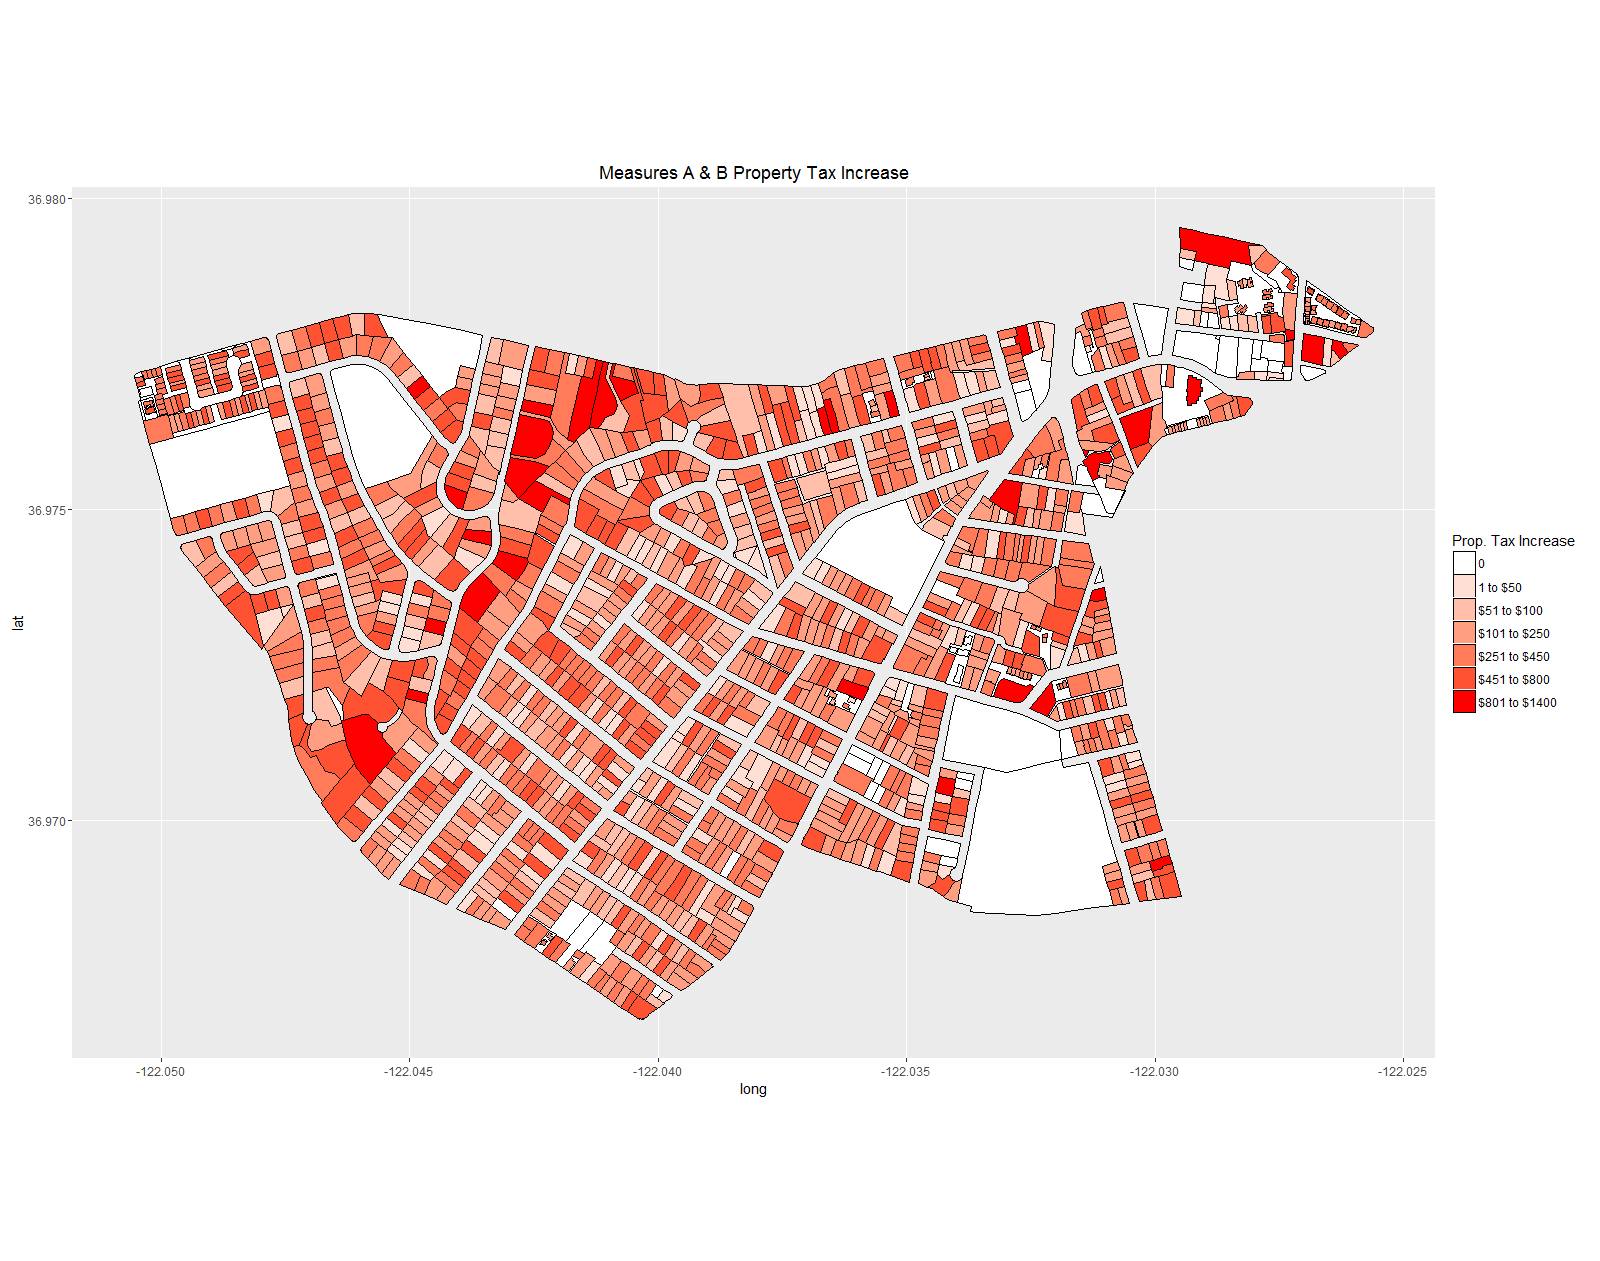 Measures A & B Property Tax Increase
36.980
36.975
36.970
lat
-122.050
-122.045
-122.040
-122.035
-122.030
-122.025
long
Prop. Tax Increase
0
1 to $50
$51 to $100
$101 to $250
$251 to $450
$451 to $800
$801 to $1400